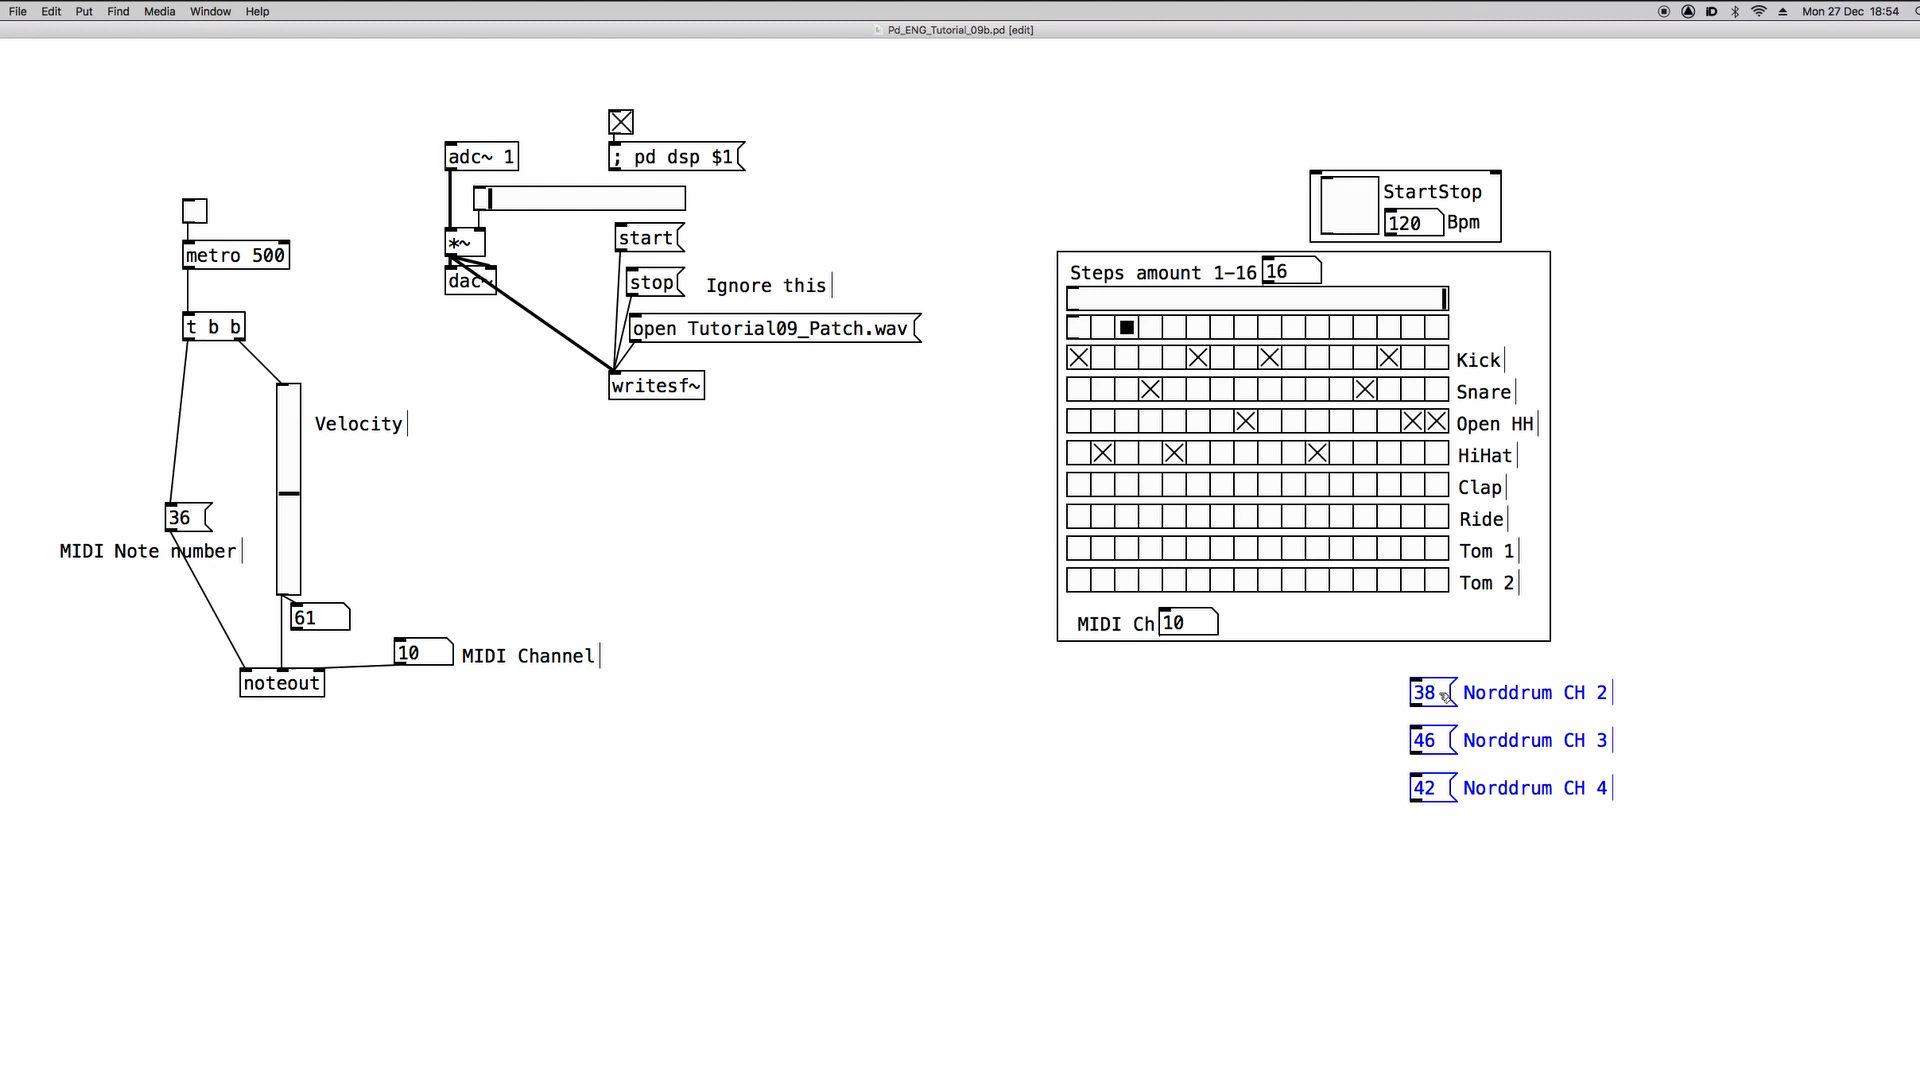 File Edit Put Find Media Window Help
iD Mon 27 Dec 18:54
Pd_ENG_Tutorial_09b.pd [edit]
adc~ 1
; pd dsp $1
StartStop
120 Bpm
metro 500
*~
start
dac~
stop
Ignore this
Steps amount 1-16 16
t b b
open Tutorial09_Patch.wav
Kick
writesf~
Snare
Velocity
Open HH
HiHat
Clap
36
Ride
MIDI Note number
Tom 1
Tom 2
61
MIDI Ch 10
10 MIDI Channel
noteout
38 Norddrum CH 2
46 Norddrum CH 3
42 Norddrum CH 4